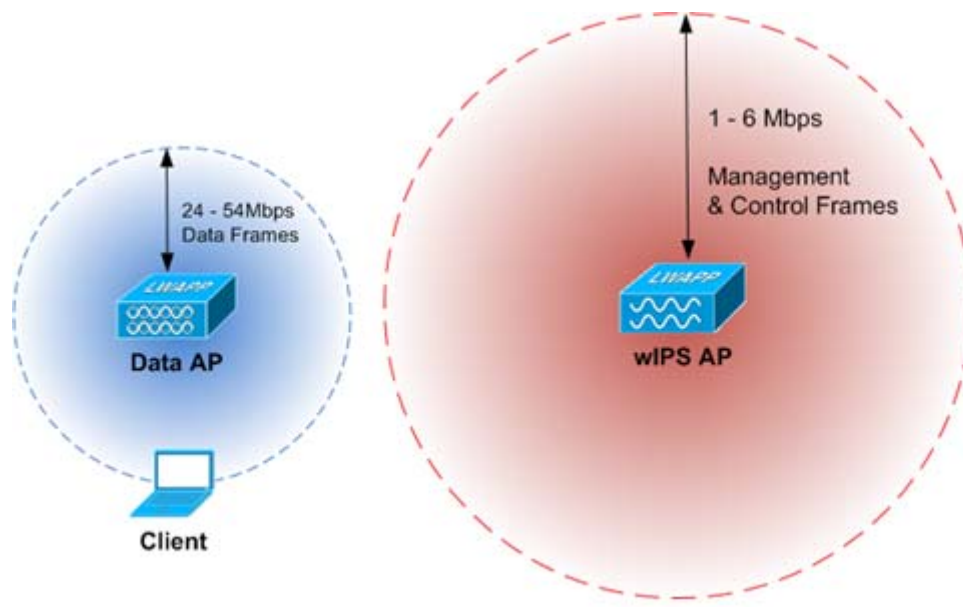 24 - 54Mbps
Data Frames
LWAPP
Data AP
Client
1 - 6 Mbps
Management
& Control Frames
LWAPP
wIPS AP